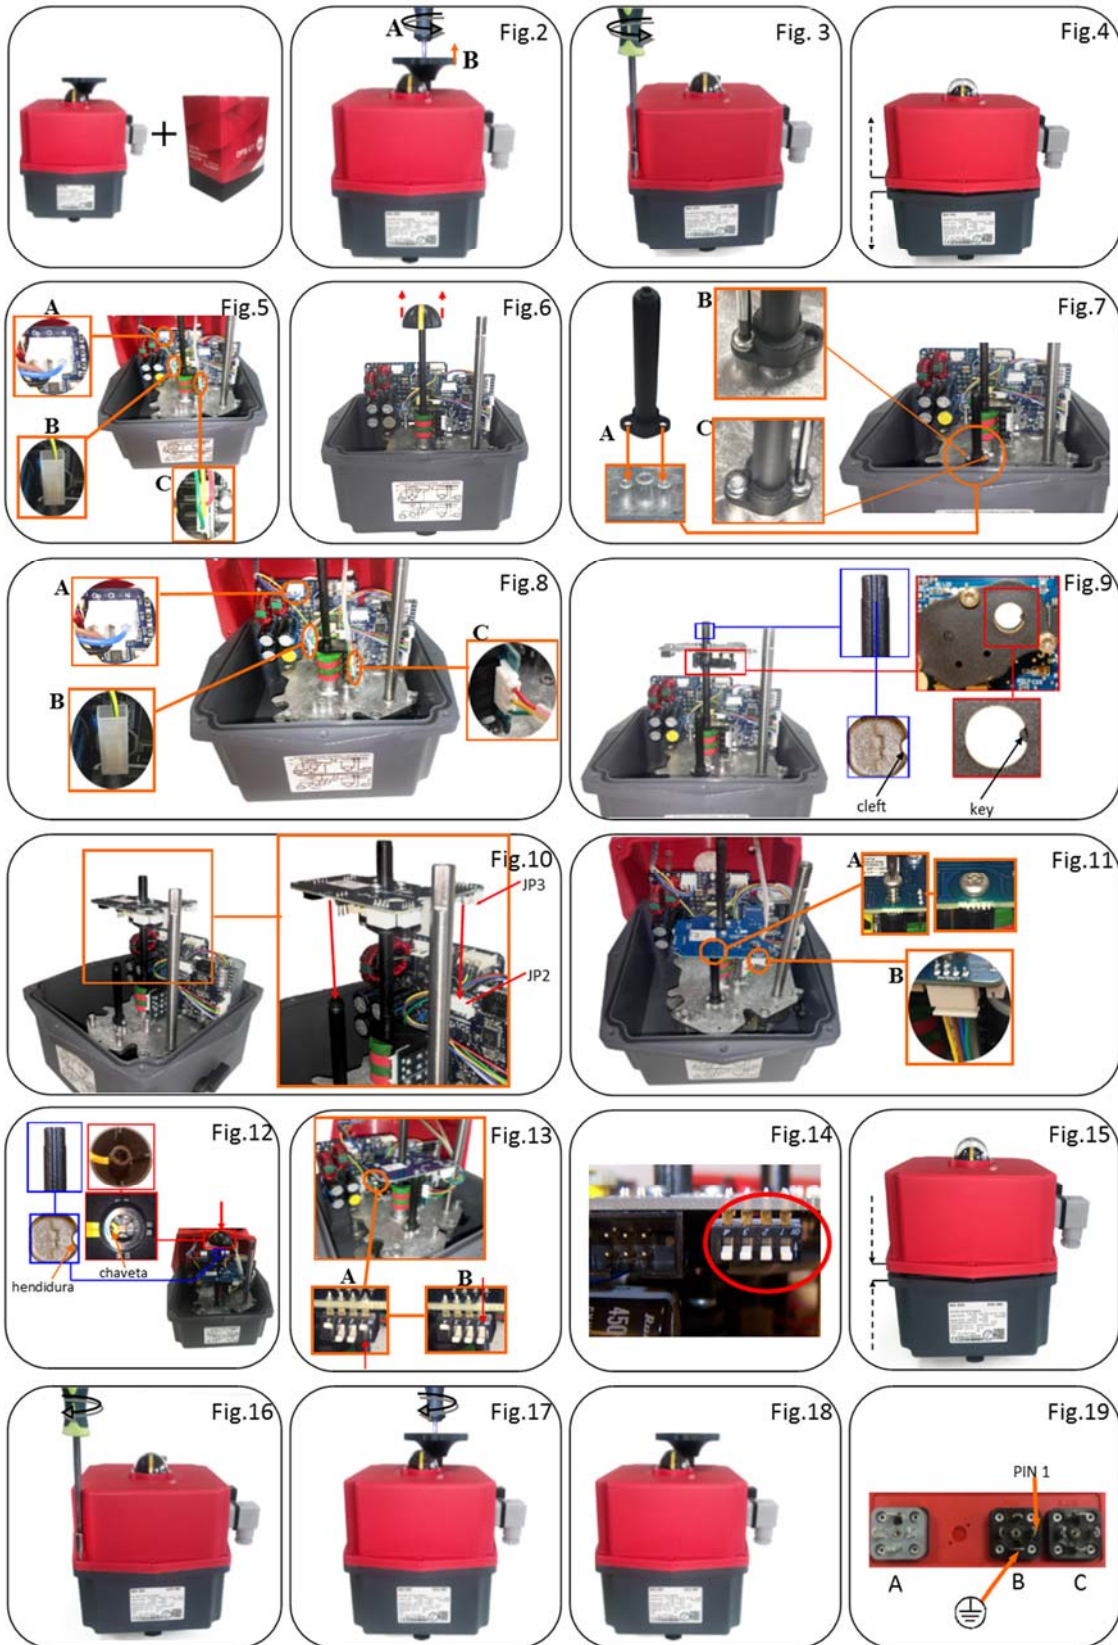 A
B
Fig.2
Fig. 3
Fig.4
+
A
B
C
Fig.5
Fig.6
A
B
C
Fig.7
A
B
C
Fig.8
Fig.9
cleft
key
Fig.10
JP3
JP2
A
B
Fig.11
Fig.12
hendidura
chaveta
Fig.13
A
B
Fig.14
450
Fig.15
Fig.16
Fig.17
Fig.18
Fig.19
PIN 1
A
B
C